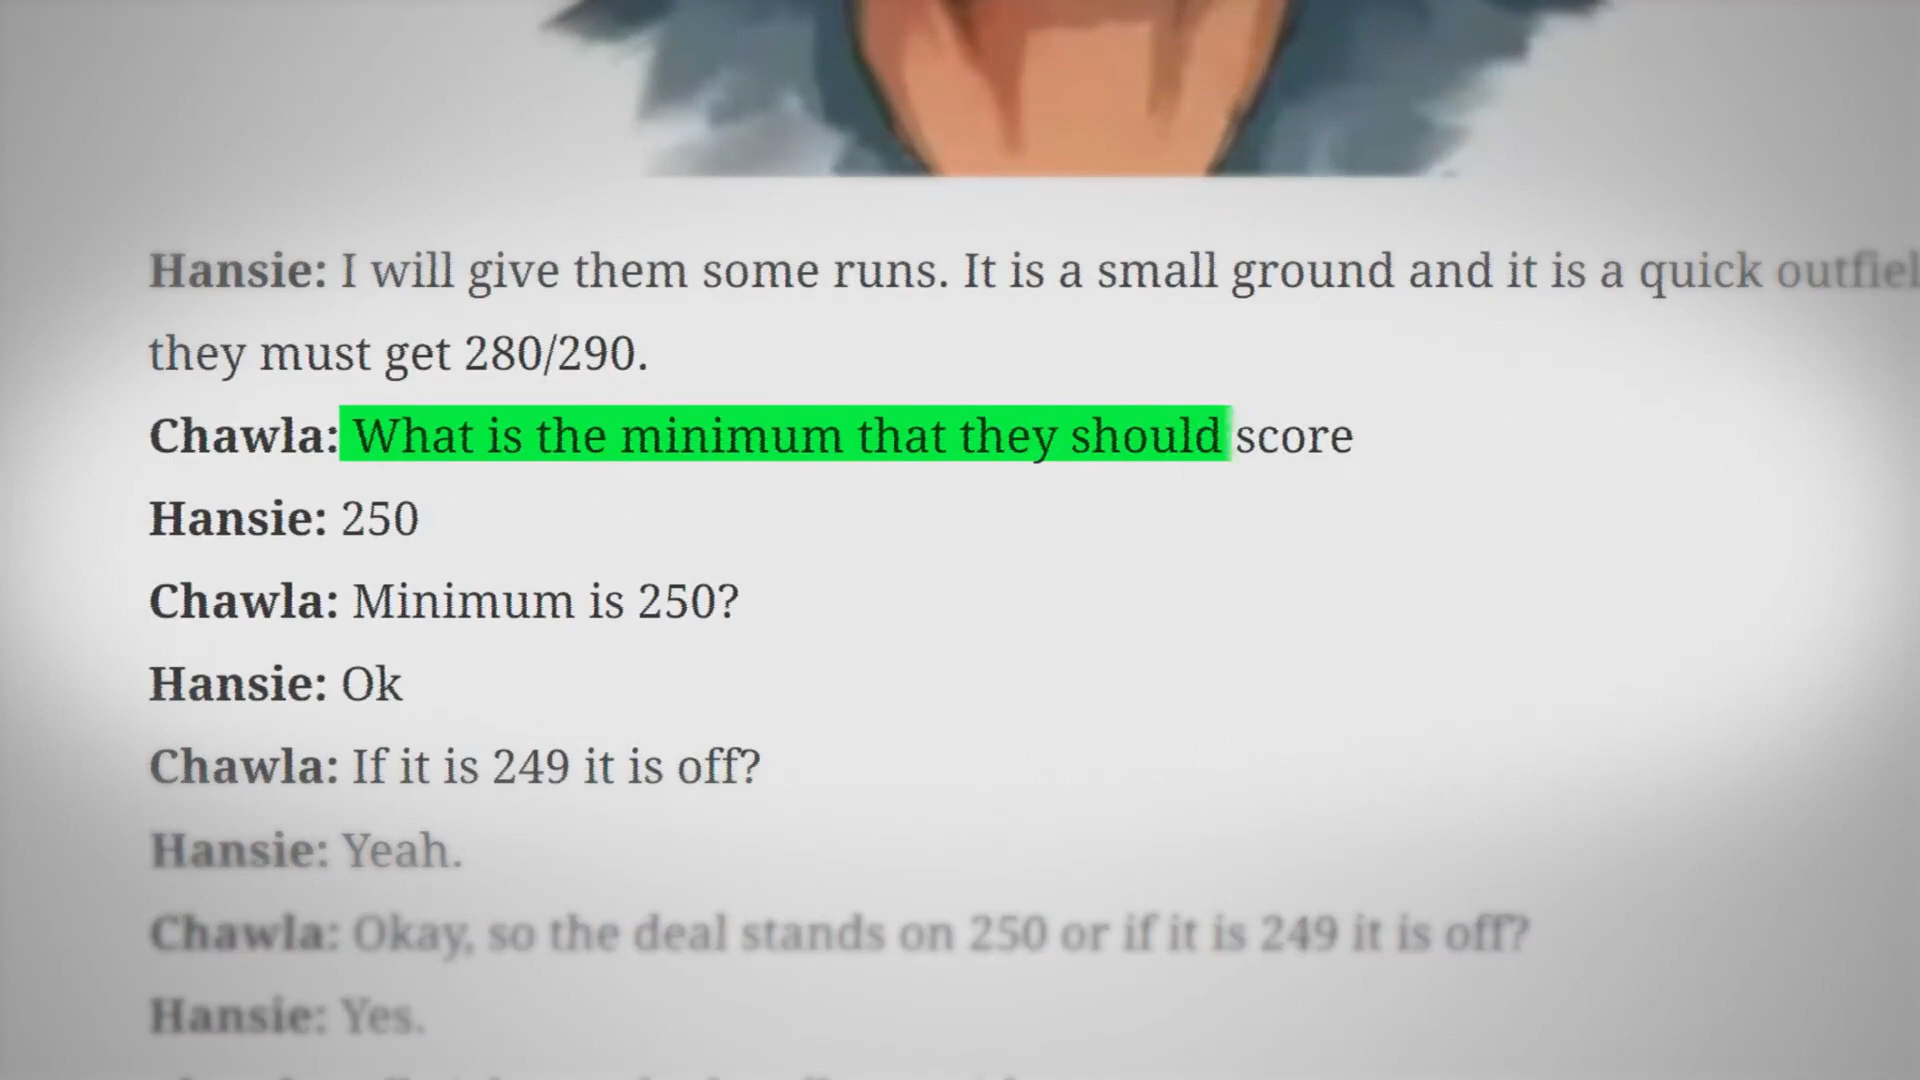 Hansie: I will give them some runs. It is a small ground and it is a quick
they must get 280/290.
Chawla: What is the minimum that they should score
Hansie: 250
Chawla: Minimum is 250?
Hansie: Ok
Chawla: If it is 249 it is off?
Hansie: Yeah.
Chawla: Okay, so the deal stands on 250 or if it is 249 it is off?
Hansie: Yes.